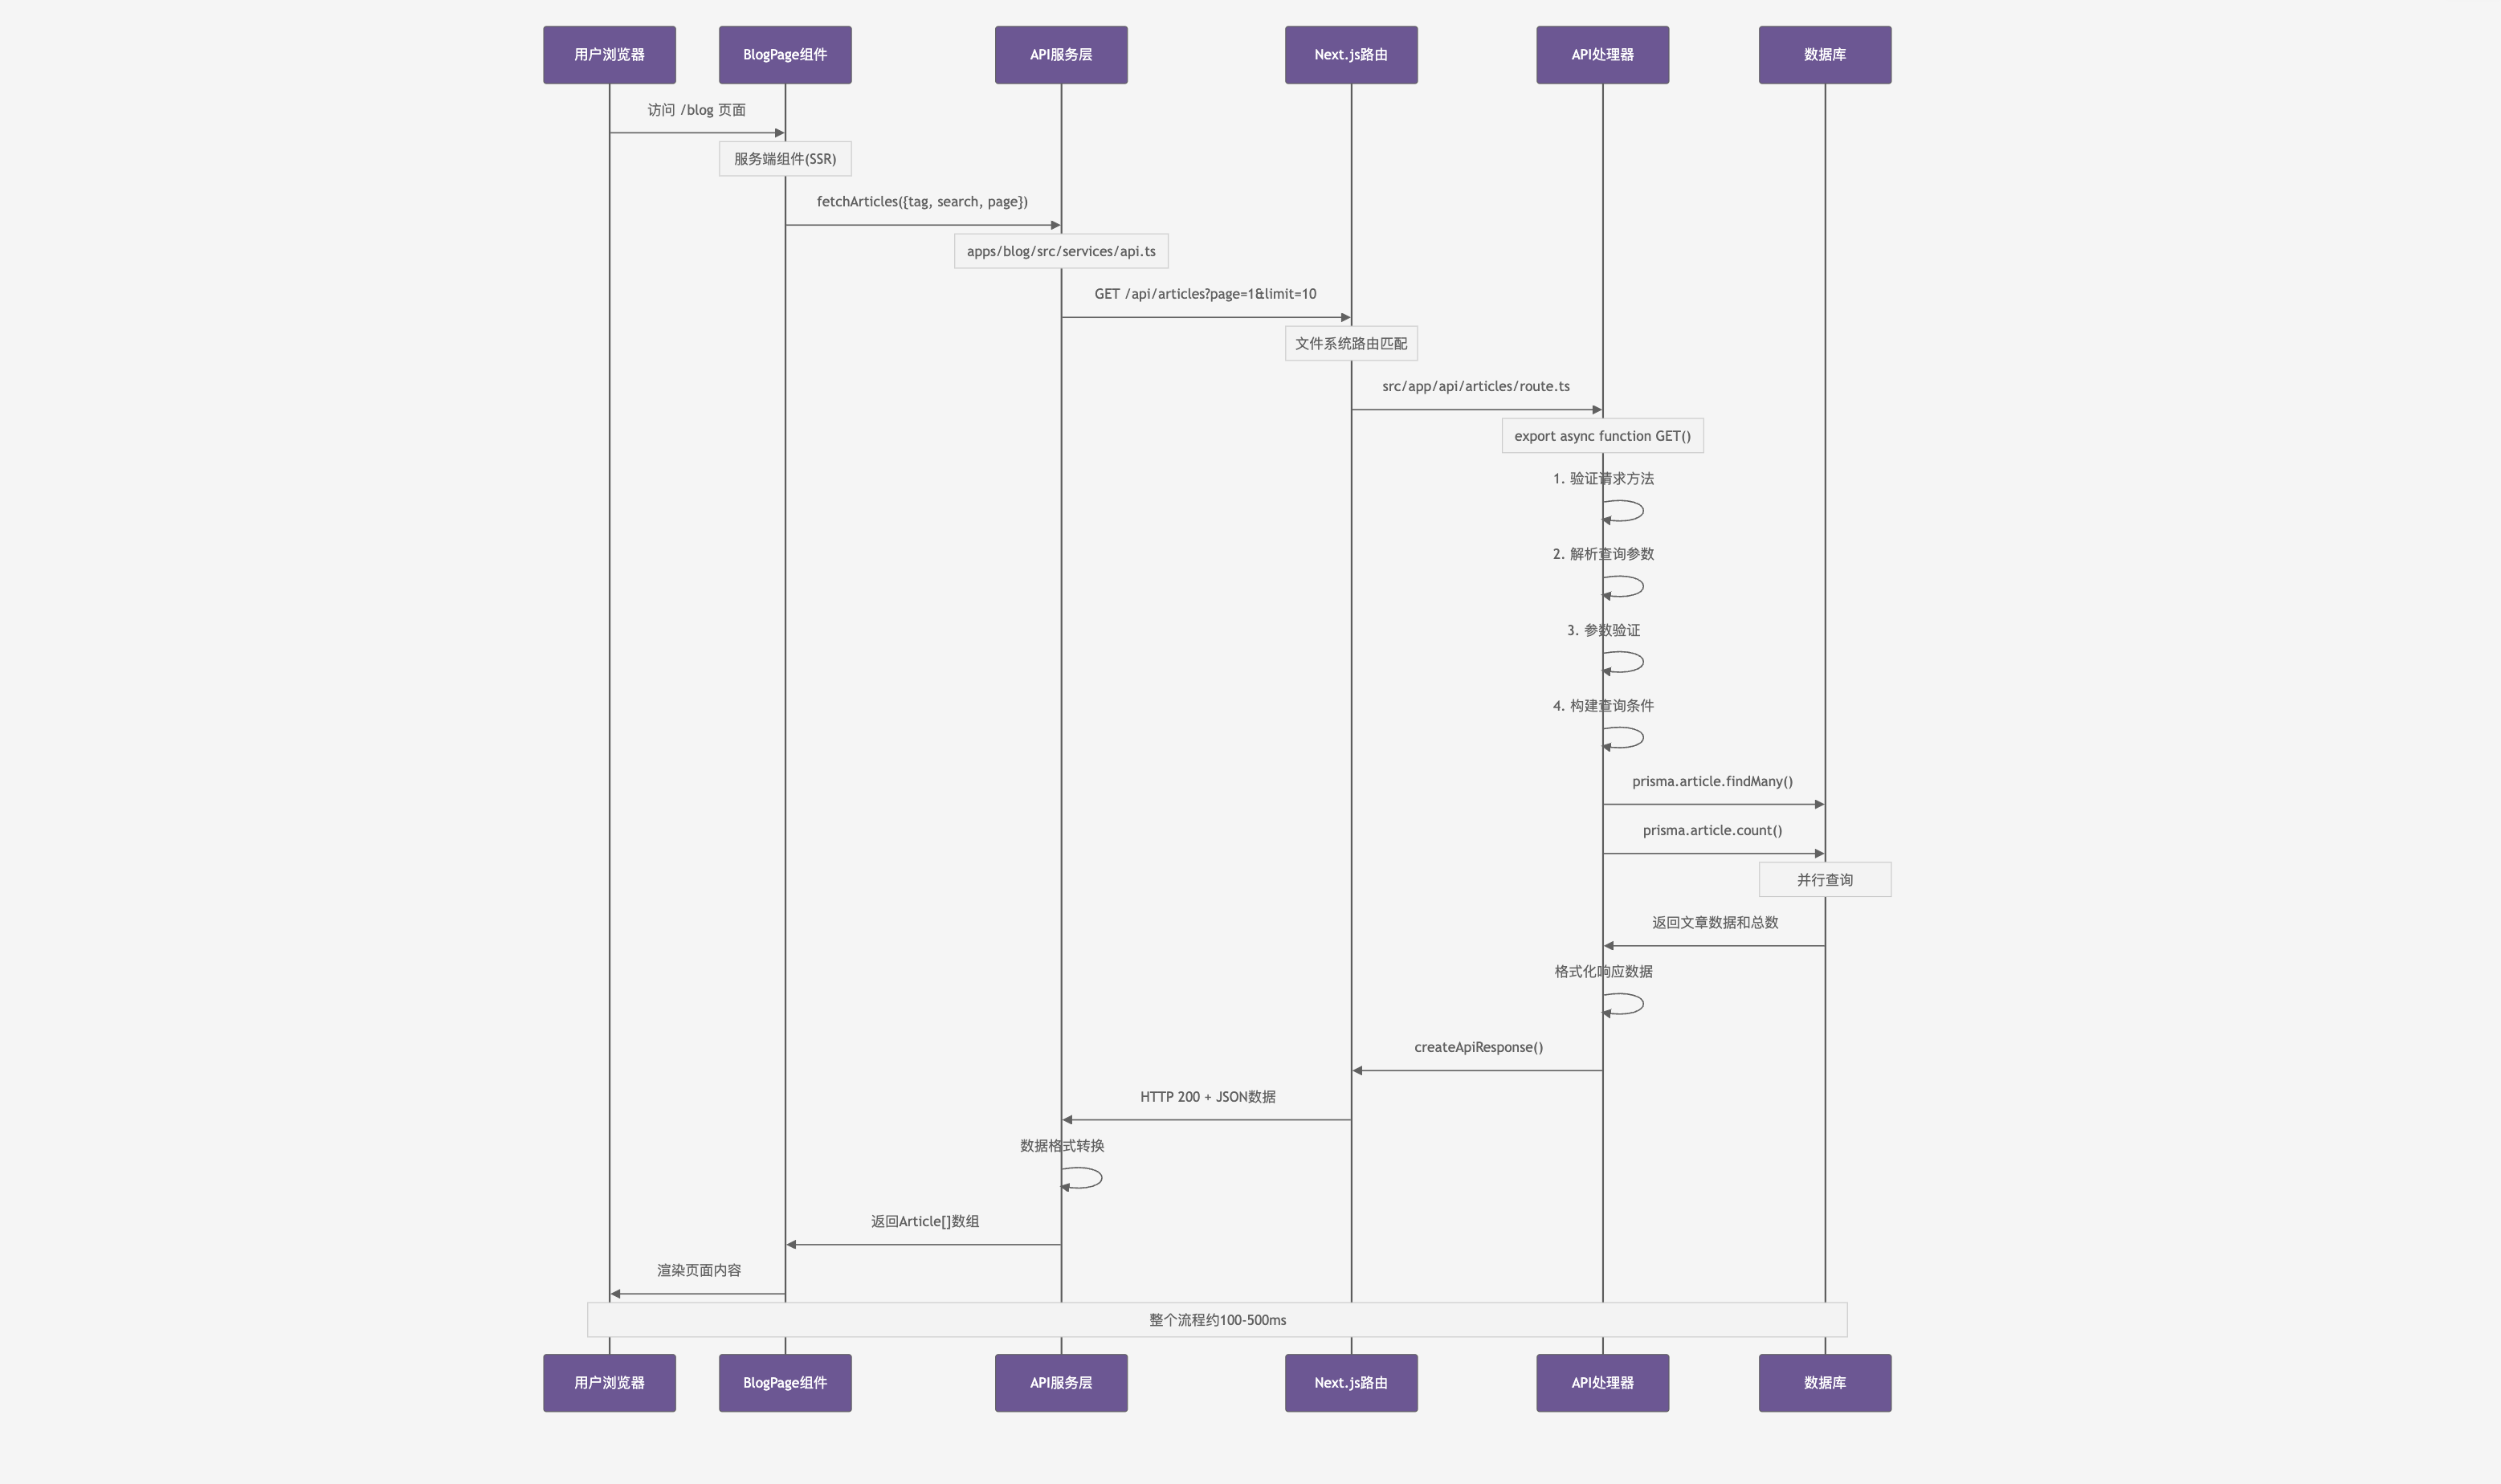 用户浏览器
BlogPage组件
API服务层
Next.js路由
API处理器
数据库
访问 /blog 页面
服务端组件(SSR)
fetchArticles({tag, search, page})
apps/blog/src/services/api.ts
GET /api/articles?page=1&limit=10
文件系统路由匹配
src/app/api/articles/route.ts
export async function GET()
1. 验证请求方法
2. 解析查询参数
3. 参数验证
4. 构建查询条件
prisma.article.findMany()
prisma.article.count()
并行查询
返回文章数据和总数
格式化响应数据
createApiResponse()
HTTP 200 + JSON数据
数据格式转换
返回Article[]数组
渲染页面内容
整个流程约100-500ms
用户浏览器
BlogPage组件
API服务层
Next.js路由
API处理器
数据库